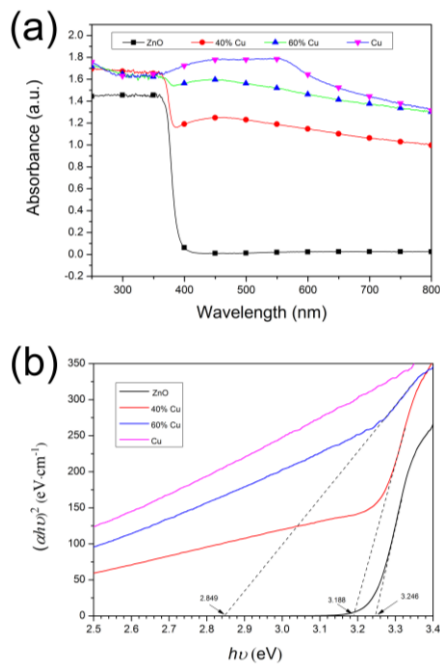 (a)
ZnO 40% Cu 60% Cu Cu
2.0
1.8
1.6
1.4
1.2
1.0
0.8
0.6
0.4
0.2
0.0
-0.2
Absorbance (a.u.)
300 400 500 600 700 800
Wavelength (nm)
(b)
ZnO
40% Cu
60% Cu
Cu
350
300
250
200
150
100
50
0
(αhυ)² (eV·cm⁻¹)
2.849
3.188
3.246
2.5 2.6 2.7 2.8 2.9 3.0 3.1 3.2 3.3 3.4
hυ (eV)